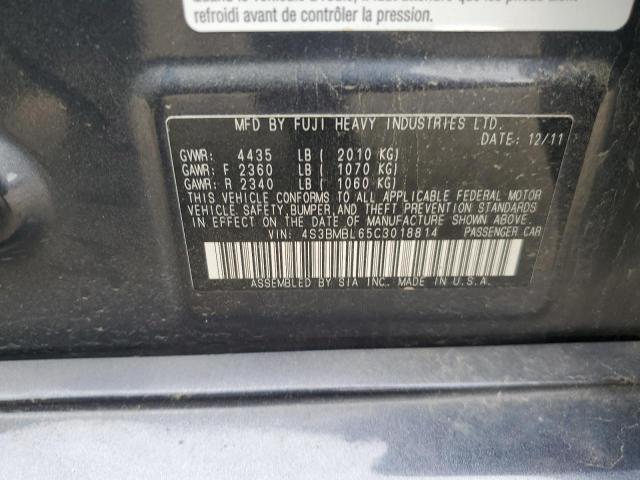 refroidi avant de contrôler la pression.
MFD BY FUJI HEAVY INDUSTRIES LTD.
DATE: 12/11
GVWR: 4435 LB ( 2010 KG)
GAWR: F 2360 LB ( 1070 KG)
GAWR: R 2340 LB ( 1060 KG)
THIS VEHICLE CONFORMS TO ALL APPLICABLE FEDERAL MOTOR
VEHICLE SAFETY, BUMPER, AND THEFT PREVENTION STANDARDS
IN EFFECT ON THE DATE OF MANUFACTURE SHOWN ABOVE.
VIN: 4S3BMBL65C3018814 PASSENGER CAR
ASSEMBLED BY SIA INC. MADE IN U.S.A.